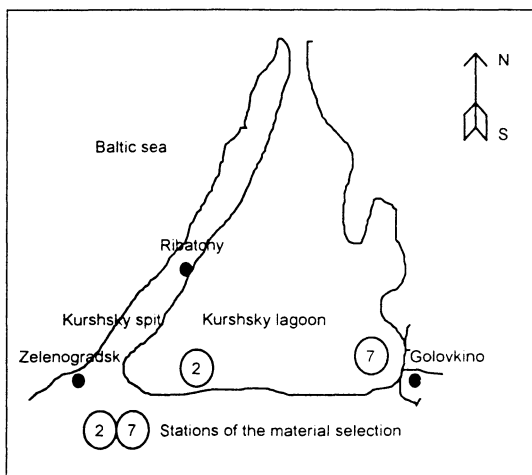 N
S
Baltic sea
Ribatchy
Kurshsky spit
Kurshsky lagoon
Zelenogradsk
2
7
Golovkino
2 7 Stations of the material selection